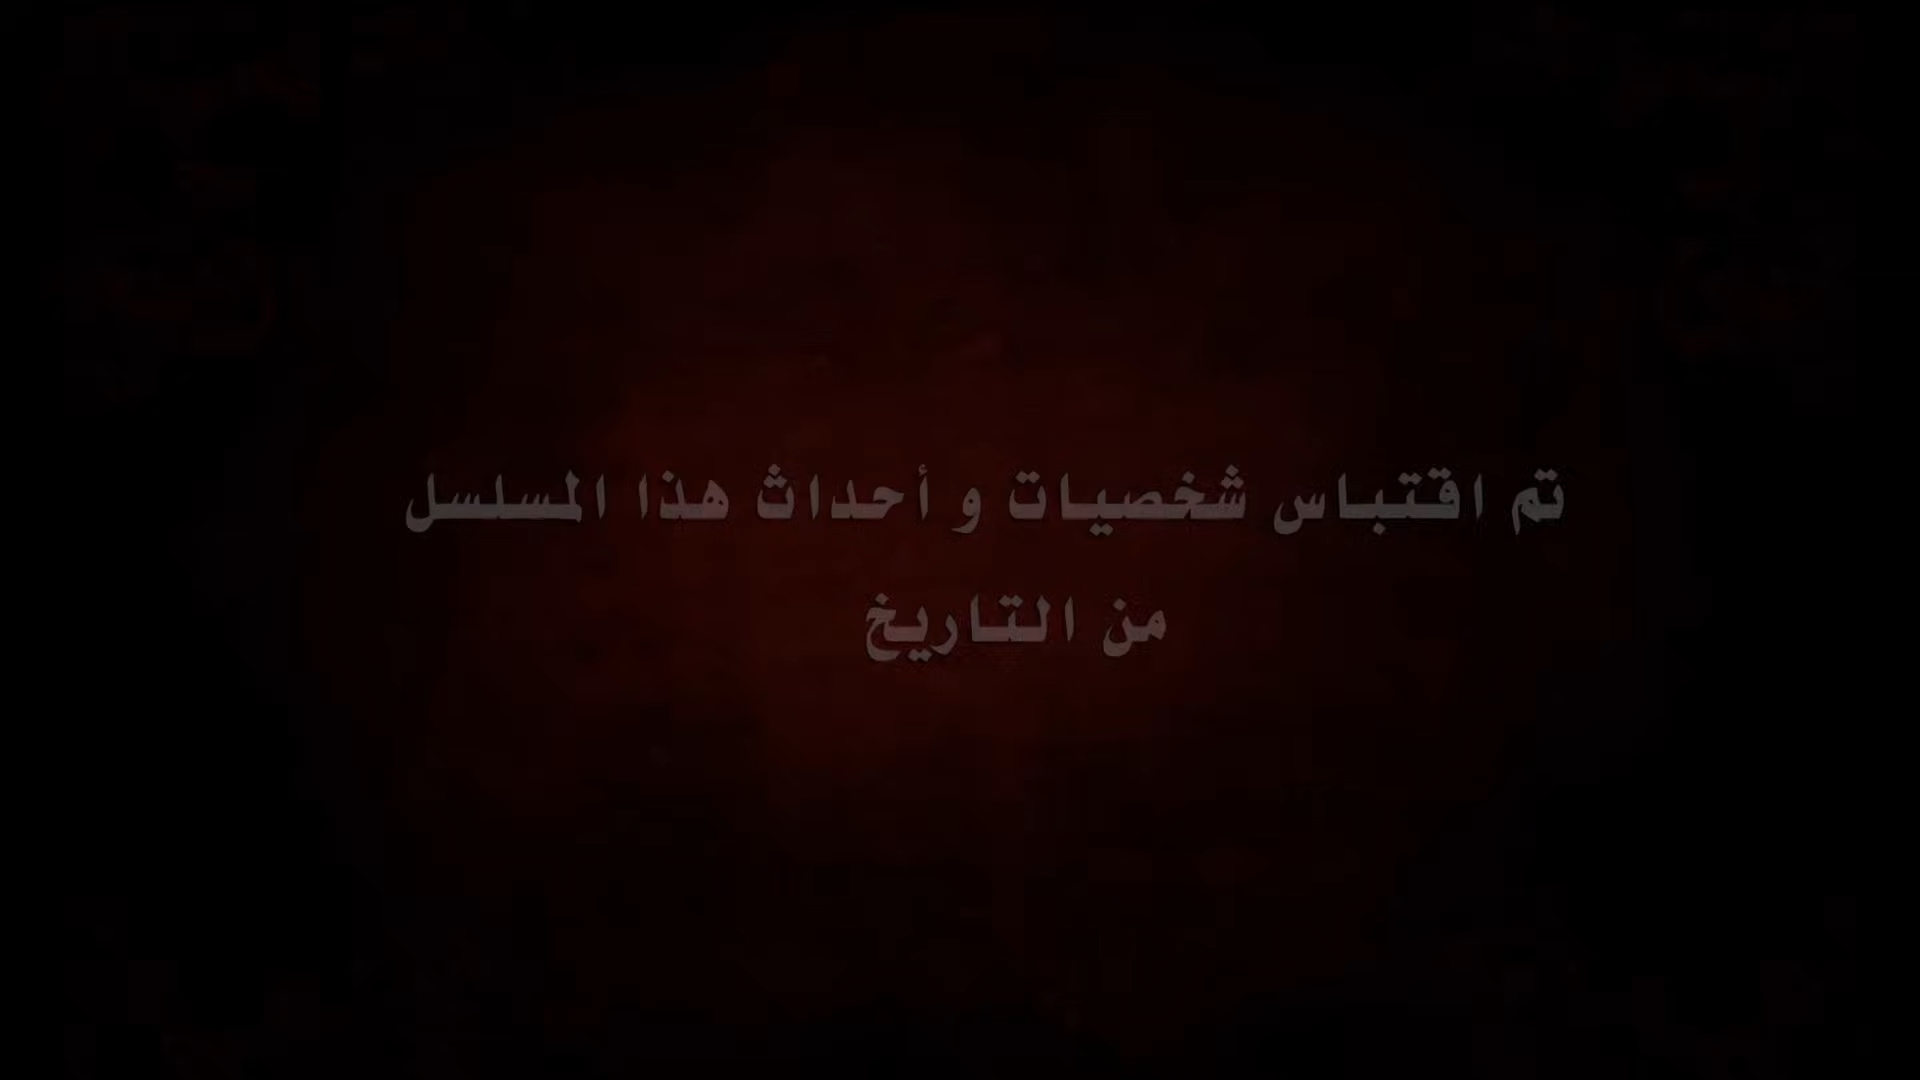 تم اقتباس شخصيات و أحداث هذا المسلسل
من التاريخ